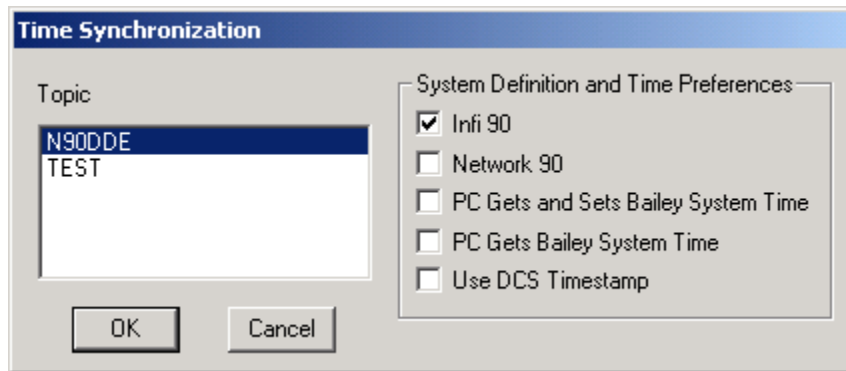 Time Synchronization
Topic
N90DDE
TEST
OK
Cancel
System Definition and Time Preferences
Infi 90
Network 90
PC Gets and Sets Bailey System Time
PC Gets Bailey System Time
Use DCS Timestamp